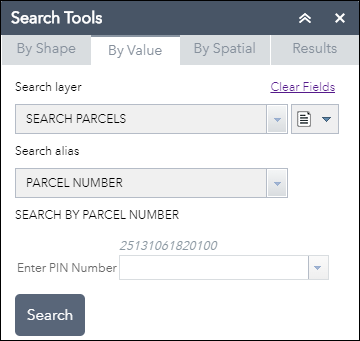 Search Tools
By Shape By Value By Spatial Results
Search layer Clear Fields
SEARCH PARCELS
Search alias
PARCEL NUMBER
SEARCH BY PARCEL NUMBER
25131061820100
Enter PIN Number
Search